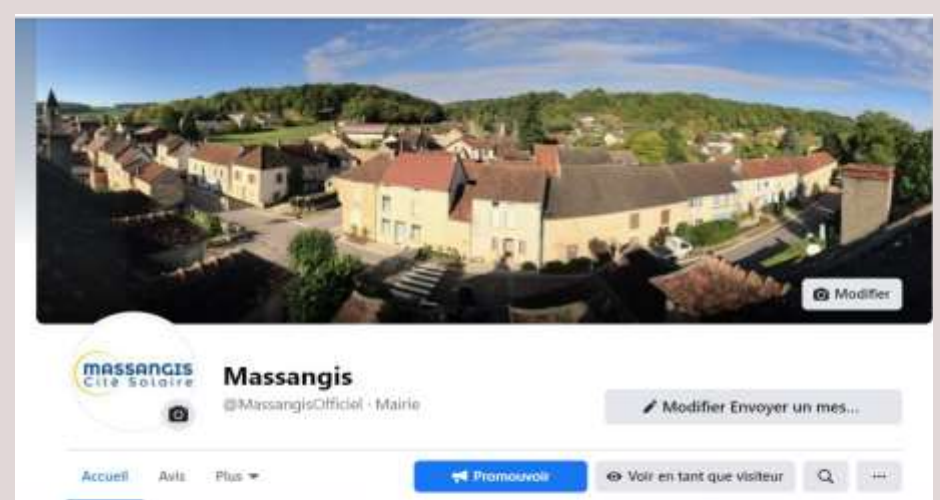 Modifier
massangis
Cité Solaire
Massangis
@MassangisOfficiel · Mairie
Modifier Envoyer un mes...
Accueil
Avis
Plus
Promouvoir
Voir en tant que visiteur
...